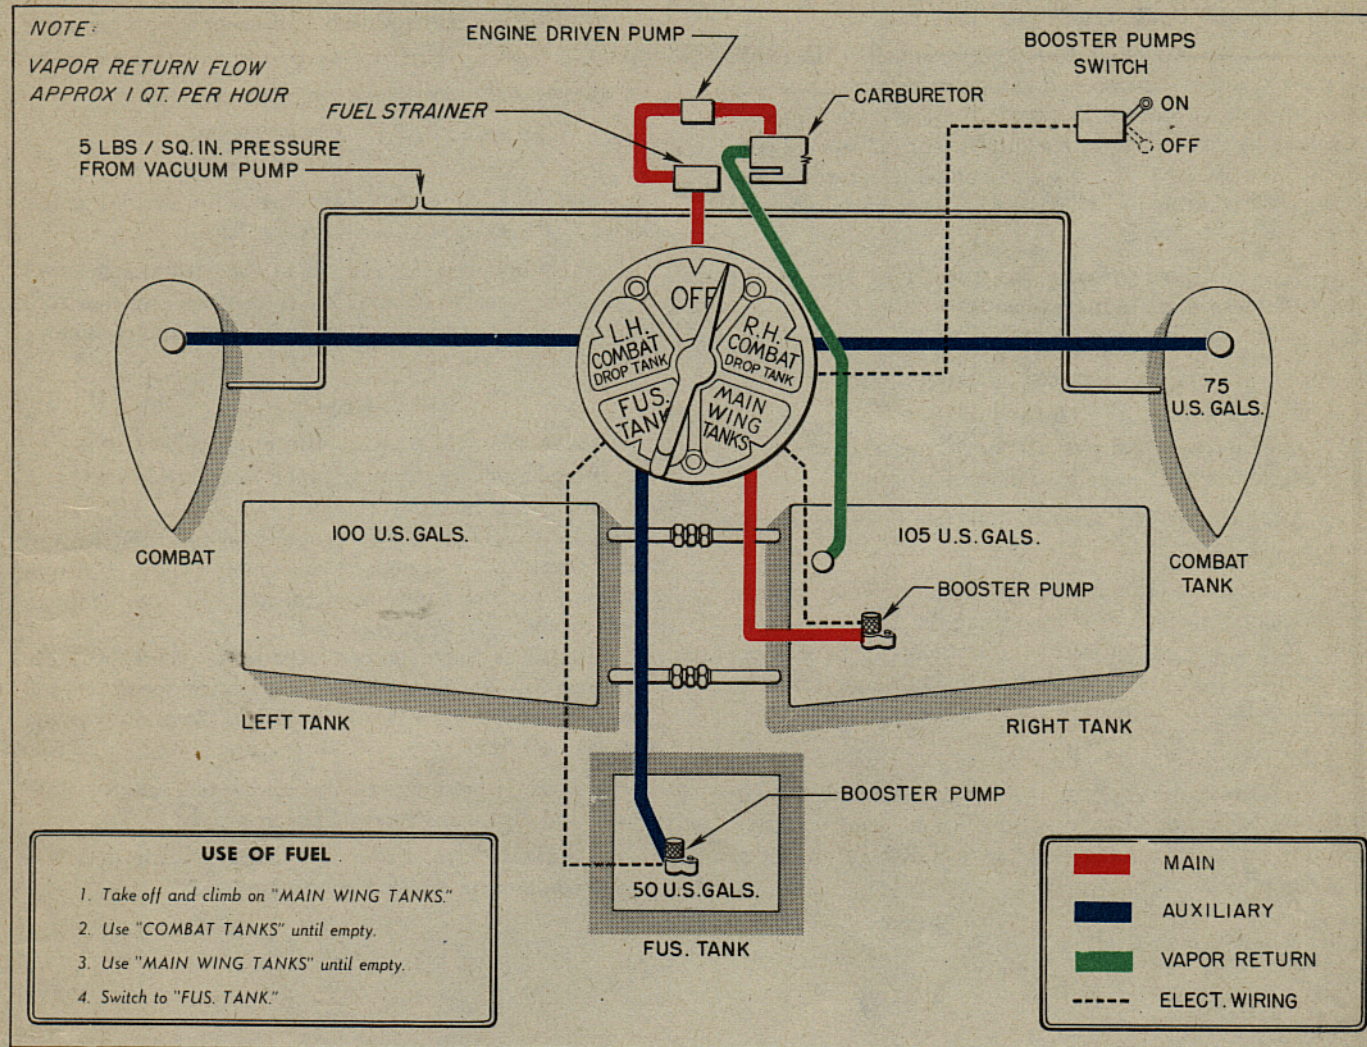 NOTE:
VAPOR RETURN FLOW
APPROX 1 QT. PER HOUR
ENGINE DRIVEN PUMP
BOOSTER PUMPS
SWITCH
ON
OFF
FUEL STRAINER
CARBURETOR
5 LBS / SQ. IN. PRESSURE
FROM VACUUM PUMP
OFF
L.H.
COMBAT
DROP TANK
R.H.
COMBAT
DROP TANK
FUS.
TANK
MAIN
WING
TANKS
75
U.S. GALS.
COMBAT
COMBAT
TANK
100 U.S. GALS.
105 U.S. GALS.
BOOSTER PUMP
LEFT TANK
RIGHT TANK
BOOSTER PUMP
50 U.S. GALS.
FUS. TANK
USE OF FUEL
1. Take off and climb on "MAIN WING TANKS."
2. Use "COMBAT TANKS" until empty.
3. Use "MAIN WING TANKS" until empty.
4. Switch to "FUS. TANK."
MAIN
AUXILIARY
VAPOR RETURN
ELECT. WIRING